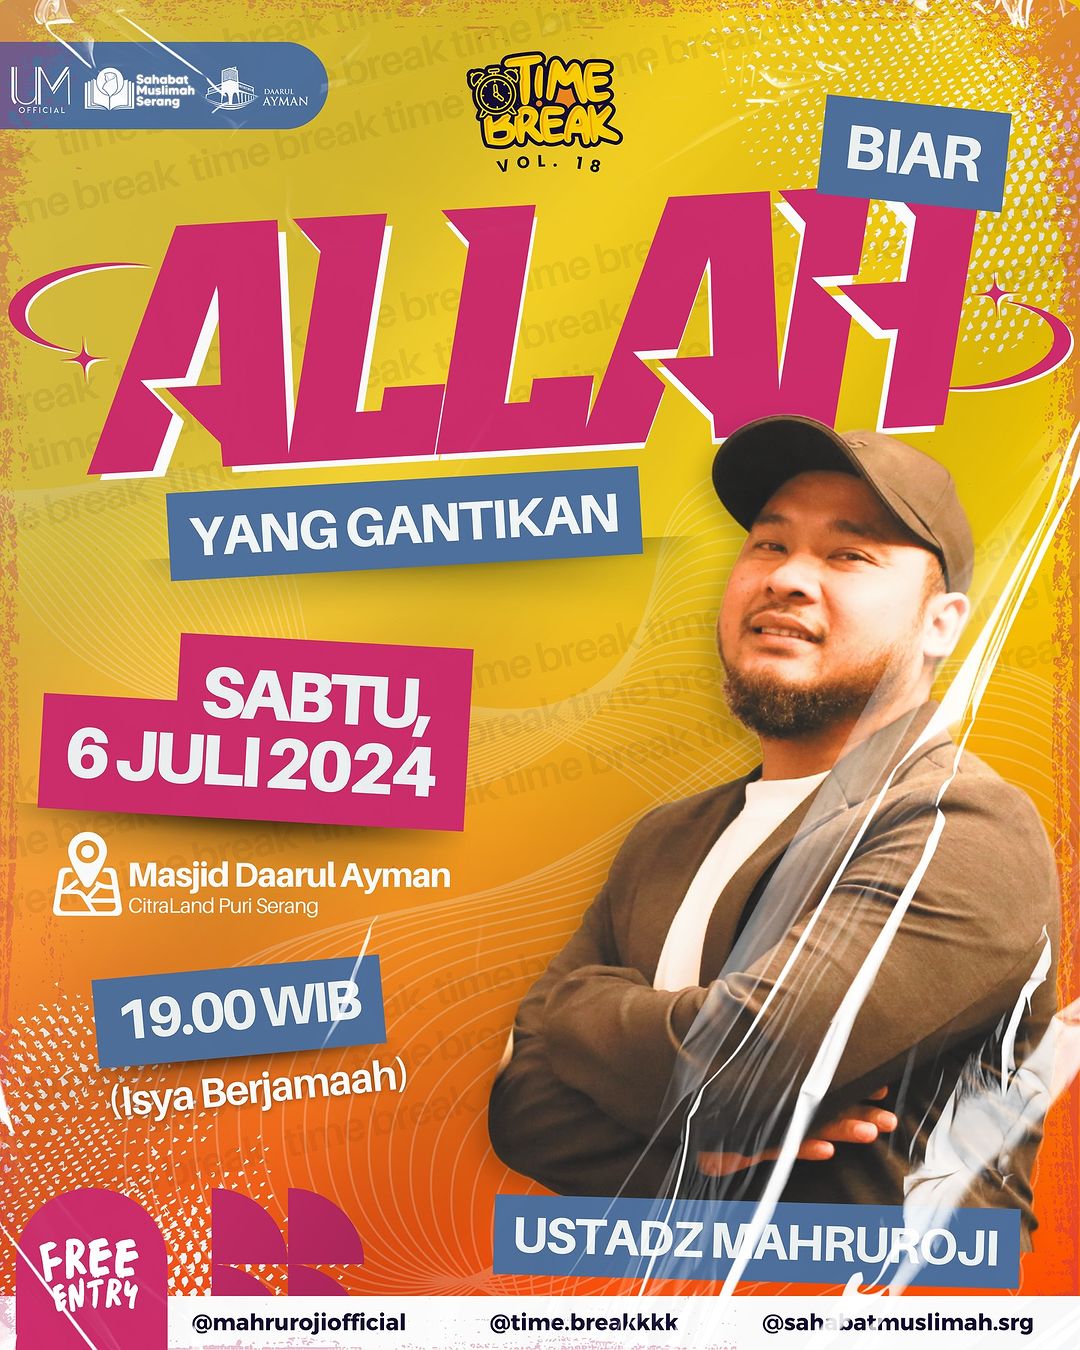 UM
OFFICIAL
Sahabat
Muslimah
Serang
DAARUL
AYMAN
TIME
BREAK
VOL. 18
BIAR
ALLAH
YANG GANTIKAN
SABTU,
6 JULI 2024
Masjid Daarul Ayman
CitraLand Puri Serang
19.00 WIB
(Isya Berjamaah)
USTADZ MAHRUROJI
FREE
ENTRY
@mahrurojiofficial
@time.breakkkk
@sahabatmuslimah.srg